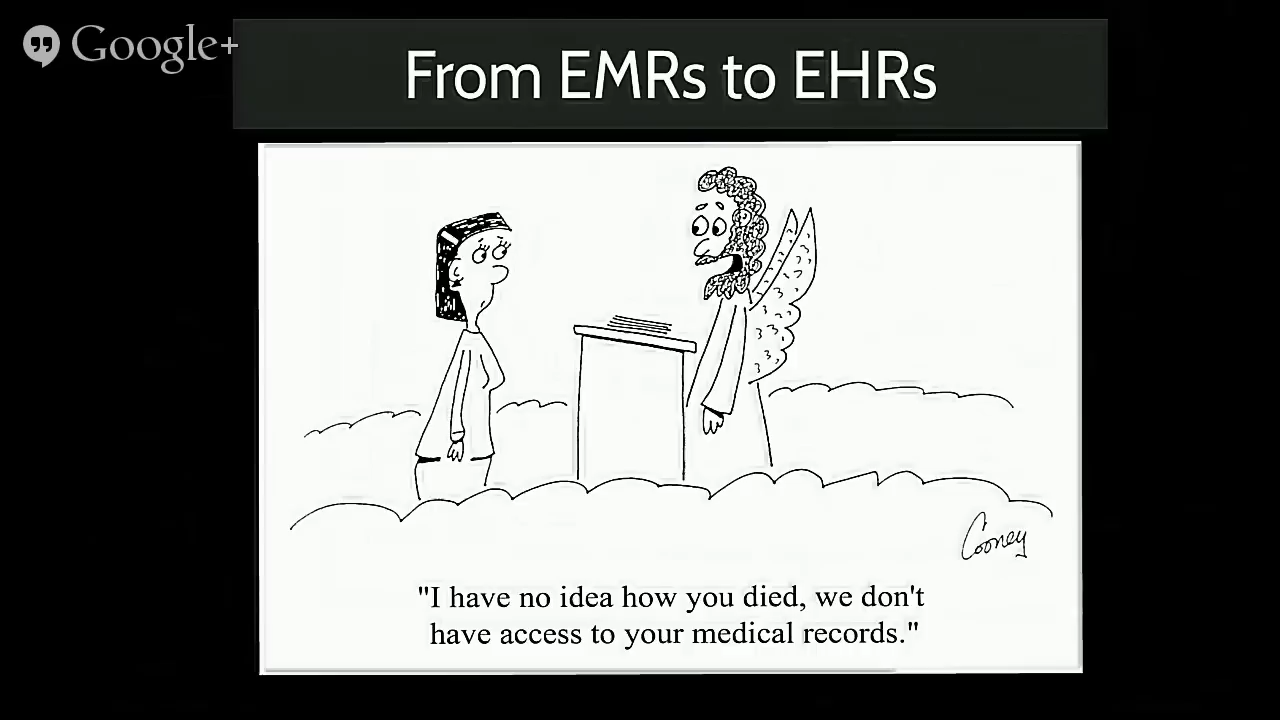 Google+
From EMRs to EHRs
Cooney
"I have no idea how you died, we don't
have access to your medical records."